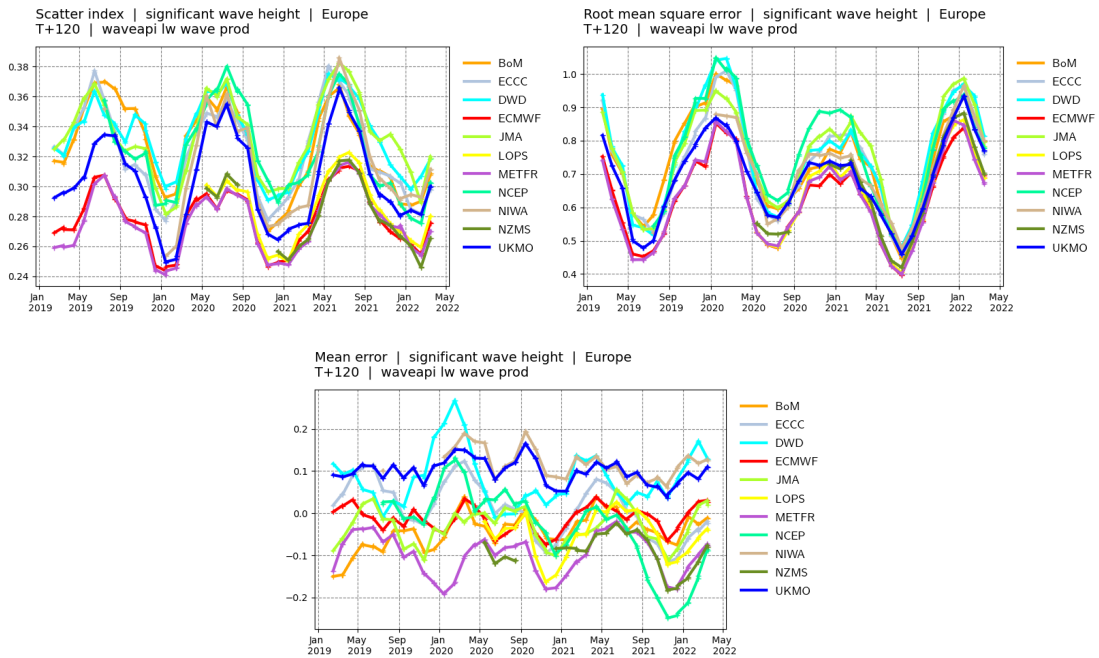 Scatter index | significant wave height | Europe
T+120 | waveapi lw wave prod
0.38
0.36
0.34
0.32
0.30
0.28
0.26
0.24
Jan 2019
May 2019
Sep 2019
Jan 2020
May 2020
Sep 2020
Jan 2021
May 2021
Sep 2021
Jan 2022
May 2022
BoM
ECCC
DWD
ECMWF
JMA
LOPS
METFR
NCEP
NIWA
NZMS
UKMO
Root mean square error | significant wave height | Europe
T+120 | waveapi lw wave prod
1.0
0.9
0.8
0.7
0.6
0.5
0.4
Jan 2019
May 2019
Sep 2019
Jan 2020
May 2020
Sep 2020
Jan 2021
May 2021
Sep 2021
Jan 2022
May 2022
BoM
ECCC
DWD
ECMWF
JMA
LOPS
METFR
NCEP
NIWA
NZMS
UKMO
Mean error | significant wave height | Europe
T+120 | waveapi lw wave prod
0.2
0.1
0.0
−0.1
−0.2
Jan 2019
May 2019
Sep 2019
Jan 2020
May 2020
Sep 2020
Jan 2021
May 2021
Sep 2021
Jan 2022
May 2022
BoM
ECCC
DWD
ECMWF
JMA
LOPS
METFR
NCEP
NIWA
NZMS
UKMO